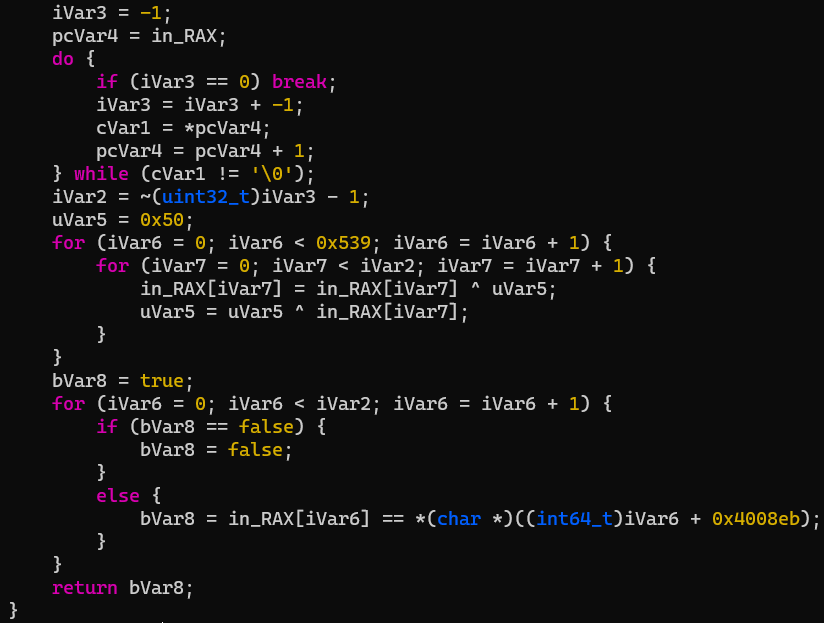 iVar3 = -1;
    pcVar4 = in_RAX;
    do {
        if (iVar3 == 0) break;
        iVar3 = iVar3 + -1;
        cVar1 = *pcVar4;
        pcVar4 = pcVar4 + 1;
    } while (cVar1 != '\0');
    iVar2 = ~(uint32_t)iVar3 - 1;
    uVar5 = 0x50;
    for (iVar6 = 0; iVar6 < 0x539; iVar6 = iVar6 + 1) {
        for (iVar7 = 0; iVar7 < iVar2; iVar7 = iVar7 + 1) {
            in_RAX[iVar7] = in_RAX[iVar7] ^ uVar5;
            uVar5 = uVar5 ^ in_RAX[iVar7];
        }
    }
    bVar8 = true;
    for (iVar6 = 0; iVar6 < iVar2; iVar6 = iVar6 + 1) {
        if (bVar8 == false) {
            bVar8 = false;
        }
        else {
            bVar8 = in_RAX[iVar6] == *(char *)((int64_t)iVar6 + 0x4008eb);
        }
    }
    return bVar8;
}